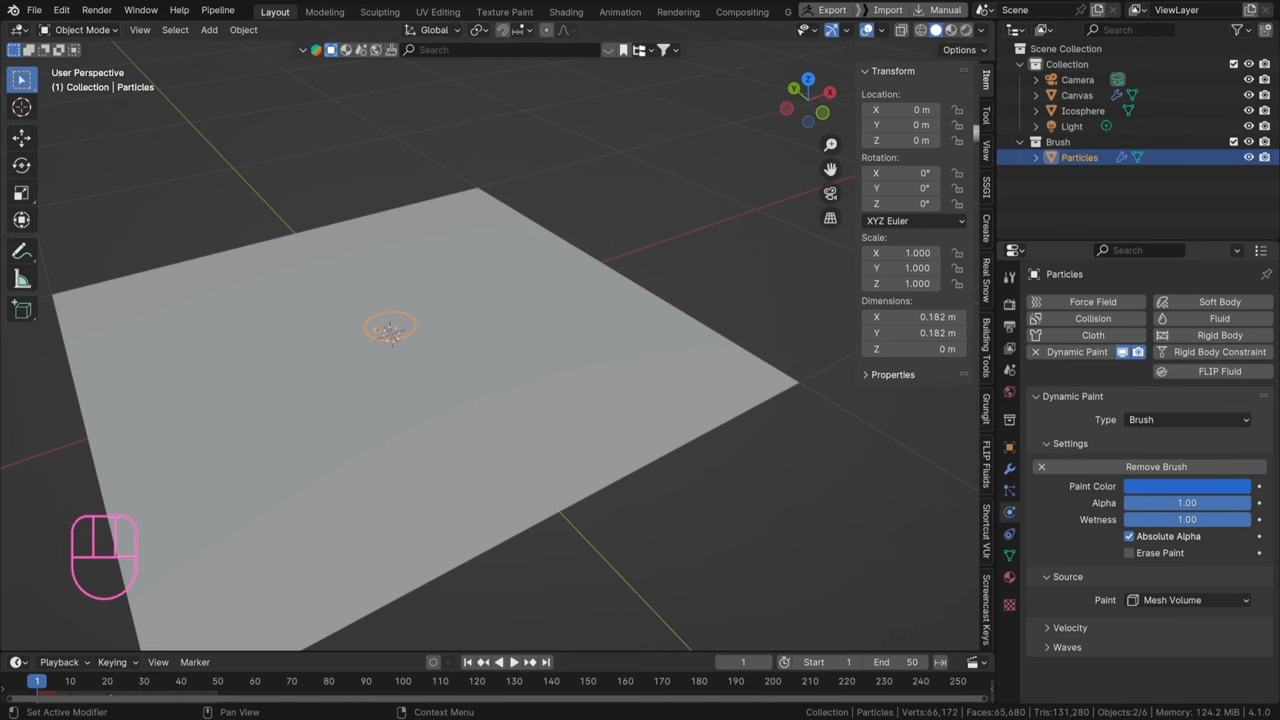 File Edit Render Window Help Pipeline Layout Modeling Sculpting UV Editing Texture Paint Shading Animation Rendering Compositing G Export Import Manual Scene ViewLayer
Object Mode View Select Add Object Global
Search Options
User Perspective
(1) Collection | Particles
Transform
Location:
X 0 m
Y 0 m
Z 0 m
Rotation:
X 0°
Y 0°
Z 0°
XYZ Euler
Scale:
X 1.000
Y 1.000
Z 1.000
Dimensions:
X 0.182 m
Y 0.182 m
Z 0 m
Properties
Item
Tool
View
SSGI
Create
Real Snow
Building Tools
Grungit
FLIP Fluids
Shortcut VUr
Screencast Keys
X
Y
Z
Search
Scene Collection
Collection
Camera
Canvas
Icosphere
Light
Brush
Particles
Search
Particles
Force Field Soft Body
Collision Fluid
Cloth Rigid Body
Dynamic Paint Rigid Body Constraint
FLIP Fluid
Dynamic Paint
Type Brush
Settings
Remove Brush
Paint Color
Alpha 1.00
Wetness 1.00
Absolute Alpha
Erase Paint
Source
Paint Mesh Volume
Velocity
Waves
Playback Keying View Marker 1 Start 1 End 50
1 10 20 30 40 50 60 70 80 90 100 110 120 130 140 150 160 170 180 190 200 210 220 230 240 250
Set Active Modifier Pan View Context Menu Collection | Particles | Verts:66,172 | Faces:65,680 | Tris:131,280 | Objects:2/6 | Memory: 124.2 MiB | 4.1.0